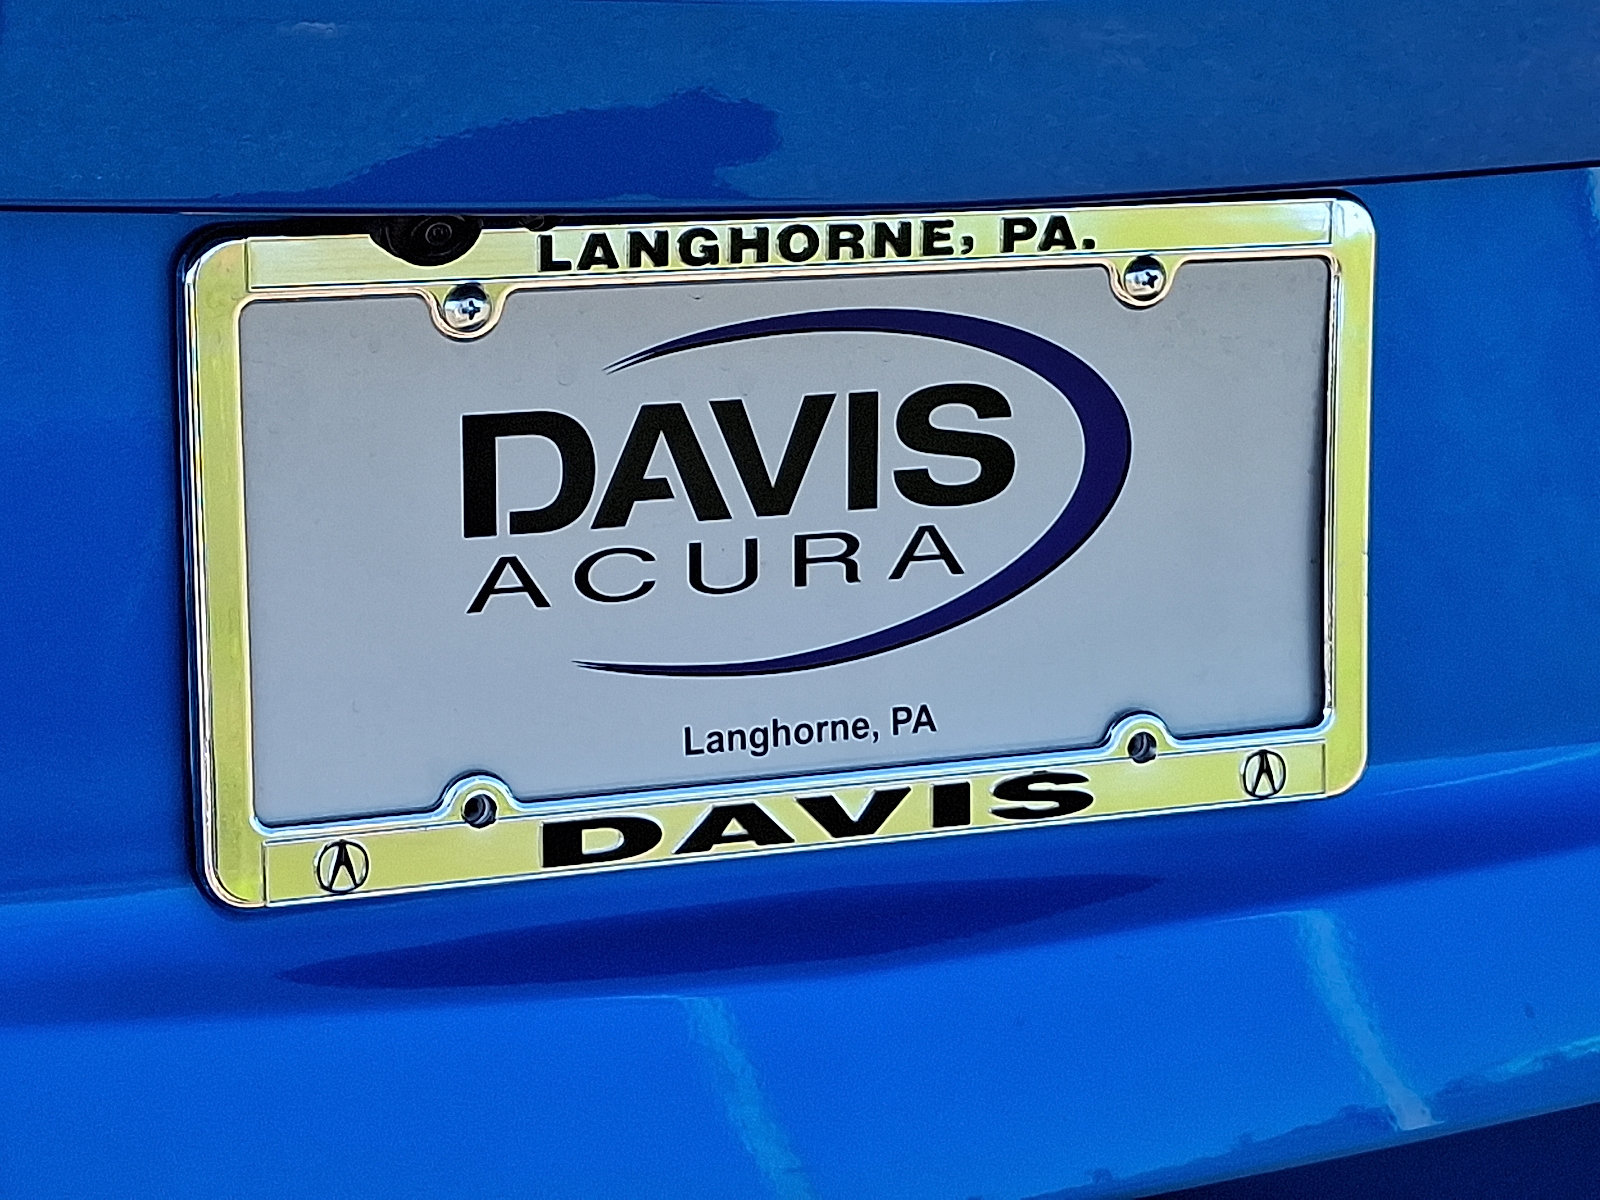 LANGHORNE, PA.
DAVIS
ACURA
Langhorne, PA
DAVIS